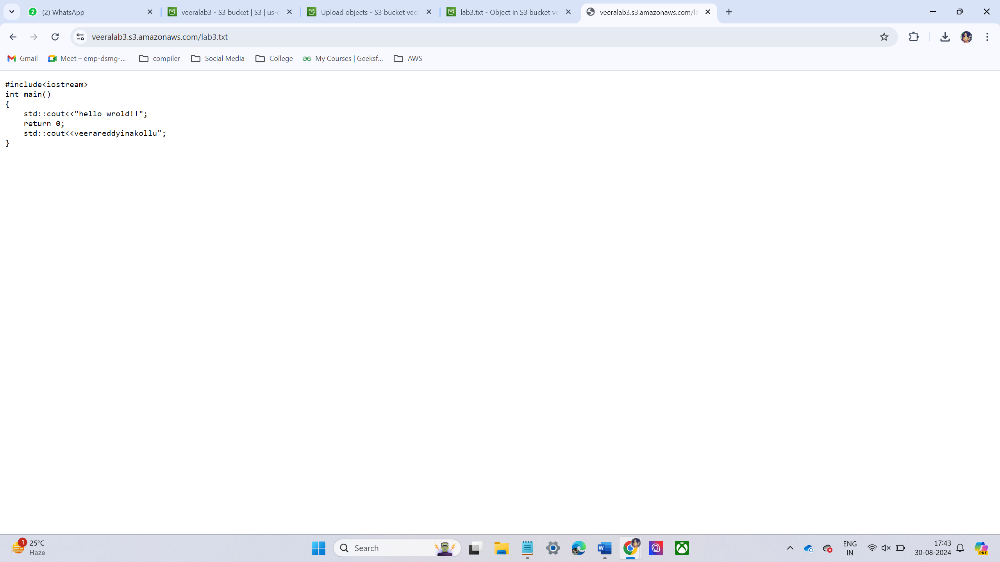 (2) WhatsApp
veeralab3 - S3 bucket | S3 | us-e
Upload objects - S3 bucket veer
lab3.txt - Object in S3 bucket ve
veeralab3.s3.amazonaws.com/la
veeralab3.s3.amazonaws.com/lab3.txt
Gmail
Meet – emp-dsmg-...
compiler
Social Media
College
My Courses | Geeksf...
AWS
#include<iostream>
int main()
{
    std::cout<<"hello wrold!!";
    return 0;
    std::cout<<veerareddyinakollu";
}
1
25°C
Haze
Search
ENG
IN
17:43
30-08-2024
PRE